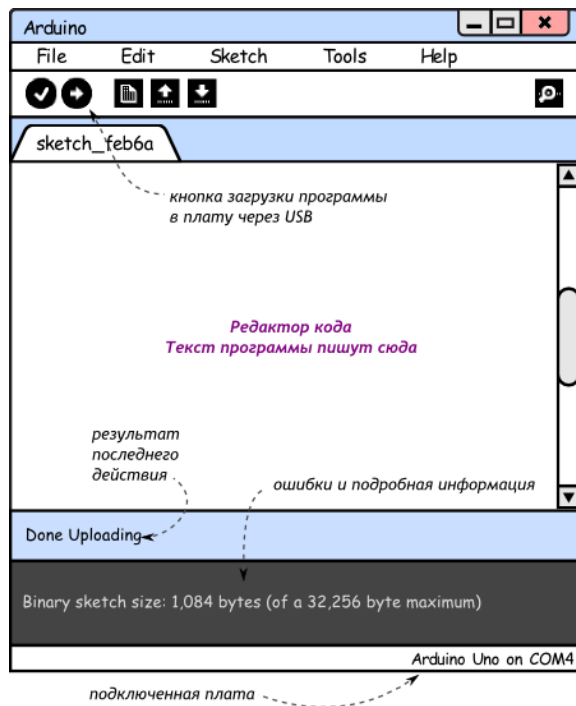 Arduino
File Edit Sketch Tools Help
sketch_feb6a
кнопка загрузки программы
в плату через USB
Редактор кода
Текст программы пишут сюда
результат
последнего
действия
ошибки и подробная информация
Done Uploading
Binary sketch size: 1,084 bytes (of a 32,256 byte maximum)
Arduino Uno on COM4
подключенная плата